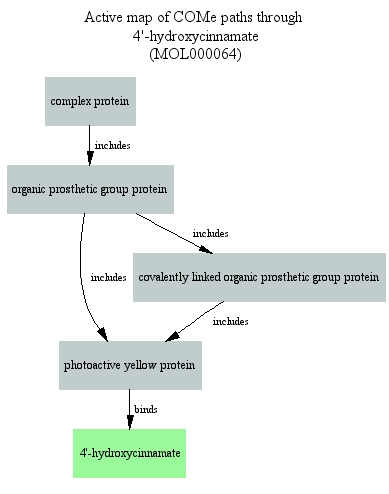 Active map of COMe paths through
4'-hydroxycinnamate
(MOL000064)
complex protein
includes
organic prosthetic group protein
includes
covalently linked organic prosthetic group protein
includes
includes
photoactive yellow protein
binds
4'-hydroxycinnamate